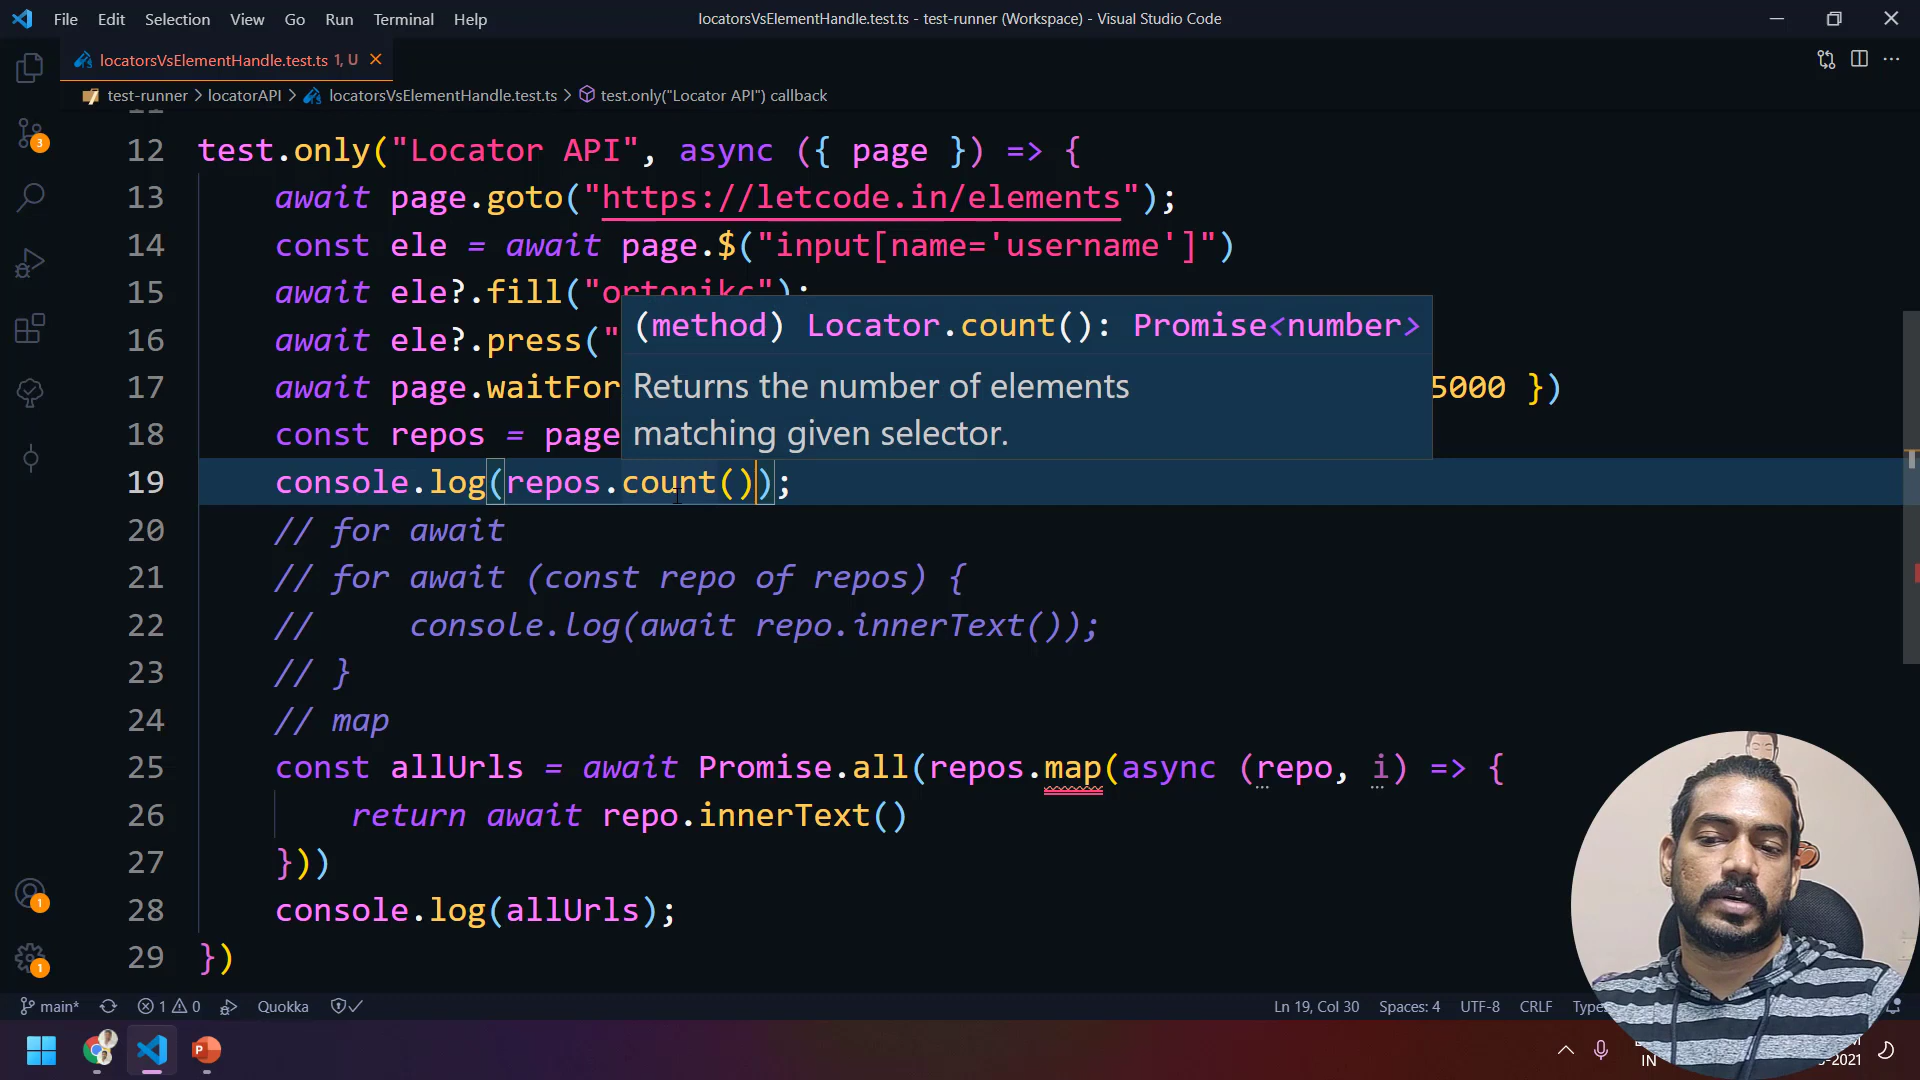 File Edit Selection View Go Run Terminal Help
locatorsVsElementHandle.test.ts - test-runner (Workspace) - Visual Studio Code
locatorsVsElementHandle.test.ts 1, U
test-runner > locatorAPI > locatorsVsElementHandle.test.ts > test.only("Locator API") callback
12 test.only("Locator API", async ({ page }) => {
13 await page.goto("https://letcode.in/elements");
14 const ele = await page.$("input[name='username']")
15 await ele?.fill("ortonikc");
(method) Locator.count(): Promise<number>
16 await ele?.press("
Returns the number of elements
17 await page.waitFor 5000 })
matching given selector.
18 const repos = page
19 console.log(repos.count());
20 // for await
21 // for await (const repo of repos) {
22 // console.log(await repo.innerText());
23 // }
24 // map
25 const allUrls = await Promise.all(repos.map(async (repo, i) => {
26 return await repo.innerText()
27 }))
28 console.log(allUrls);
29 })
3
1
1
main* 1 0 Quokka
Ln 19, Col 30 Spaces: 4 UTF-8 CRLF
IN
-2021